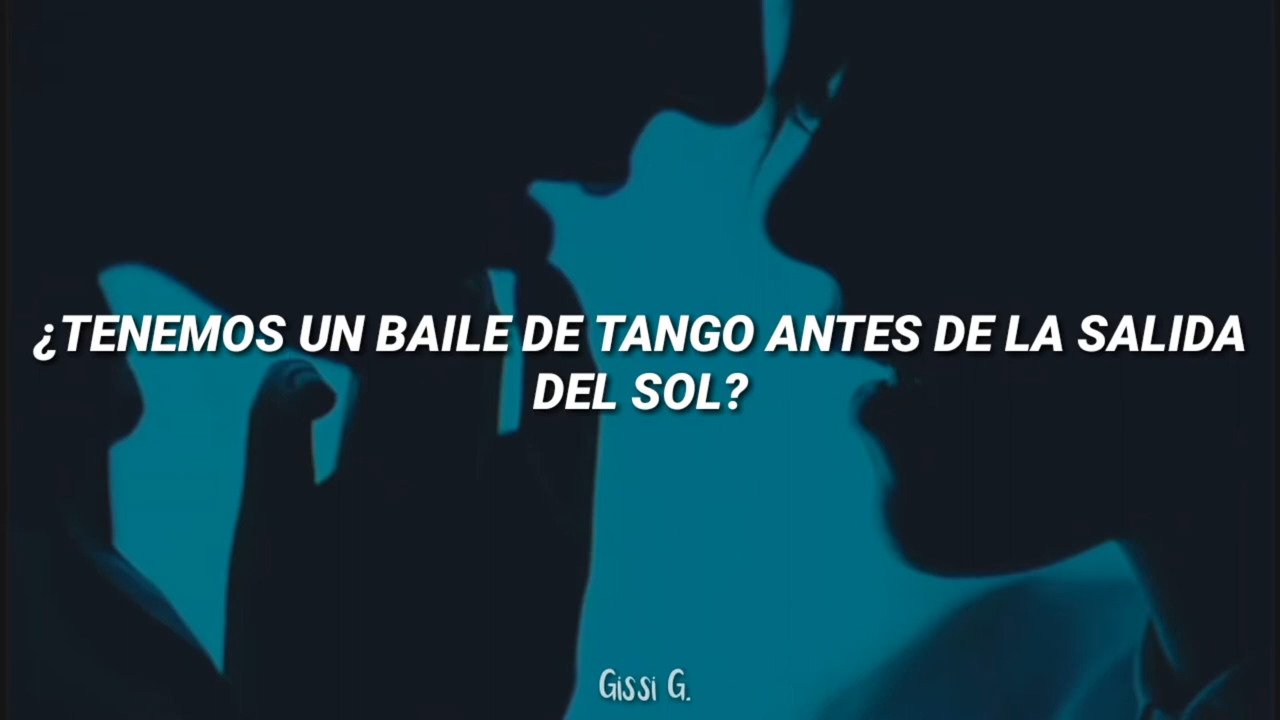 ¿TENEMOS UN BAILE DE TANGO ANTES DE LA SALIDA
DEL SOL?
Gissi G.